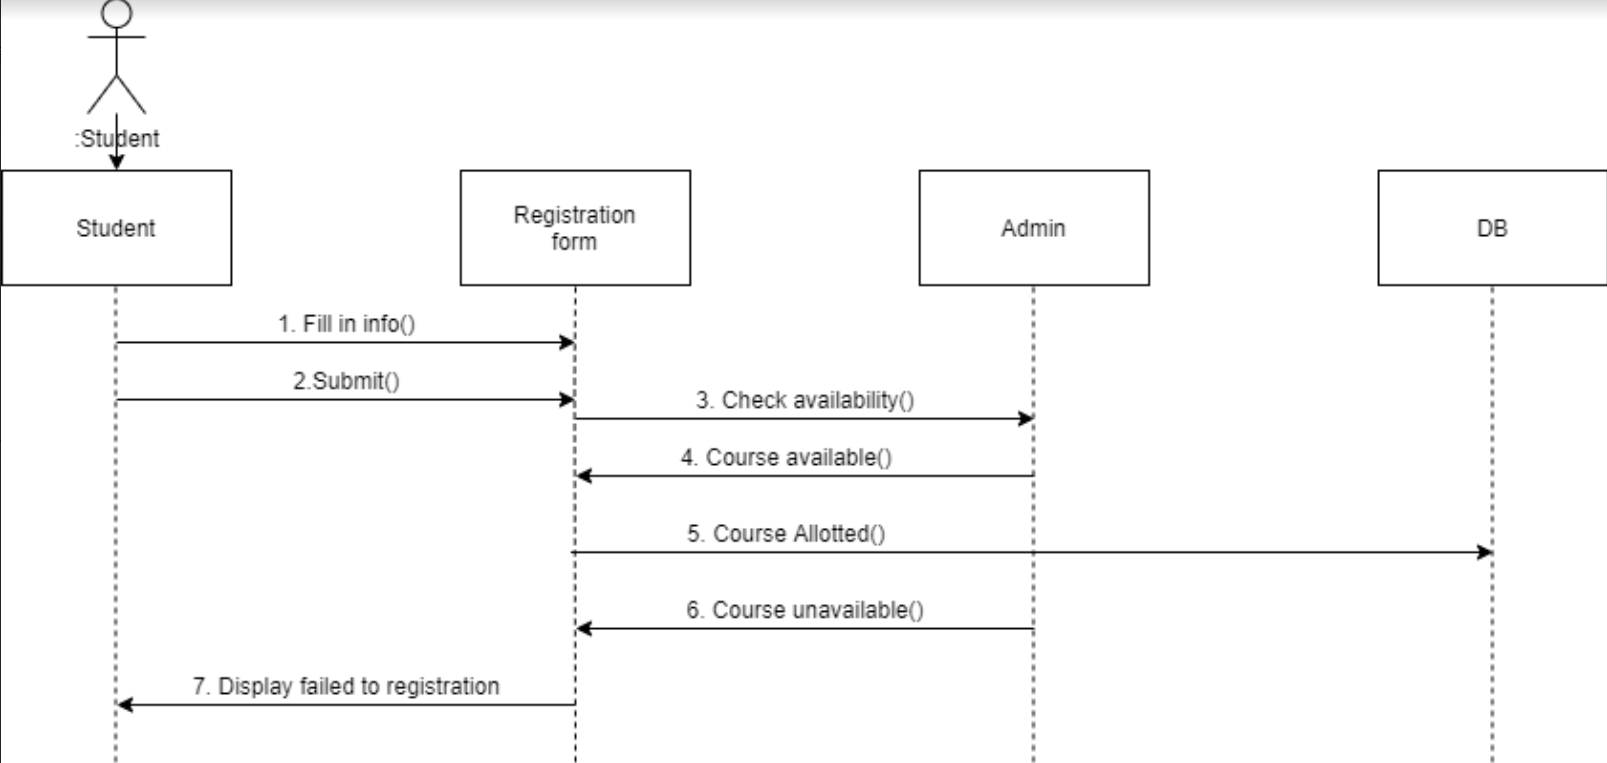 :Student
Student
Registration
form
Admin
DB
1. Fill in info()
2.Submit()
3. Check availability()
4. Course available()
5. Course Allotted()
6. Course unavailable()
7. Display failed to registration